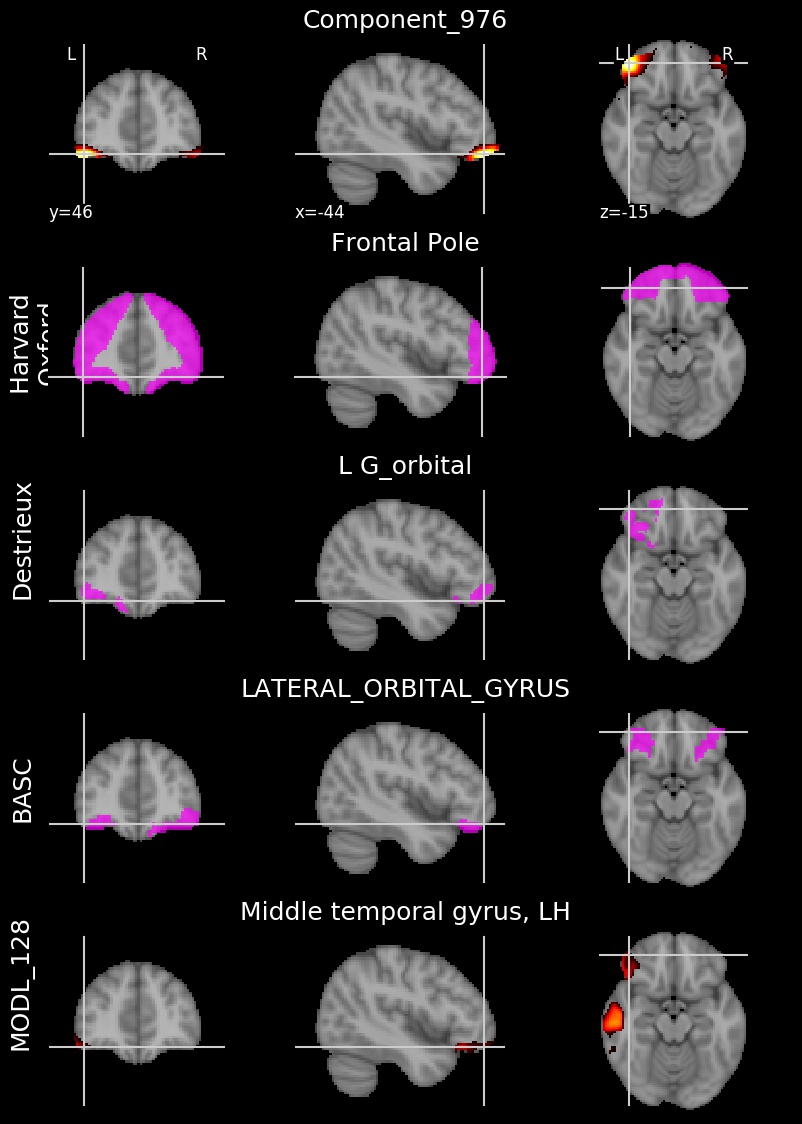 Component_976
L R L R
y=46 x=-44 z=-15
Frontal Pole
Harvard
L G_orbital
Destrieux
LATERAL_ORBITAL_GYRUS
BASC
Middle temporal gyrus, LH
MODL_128